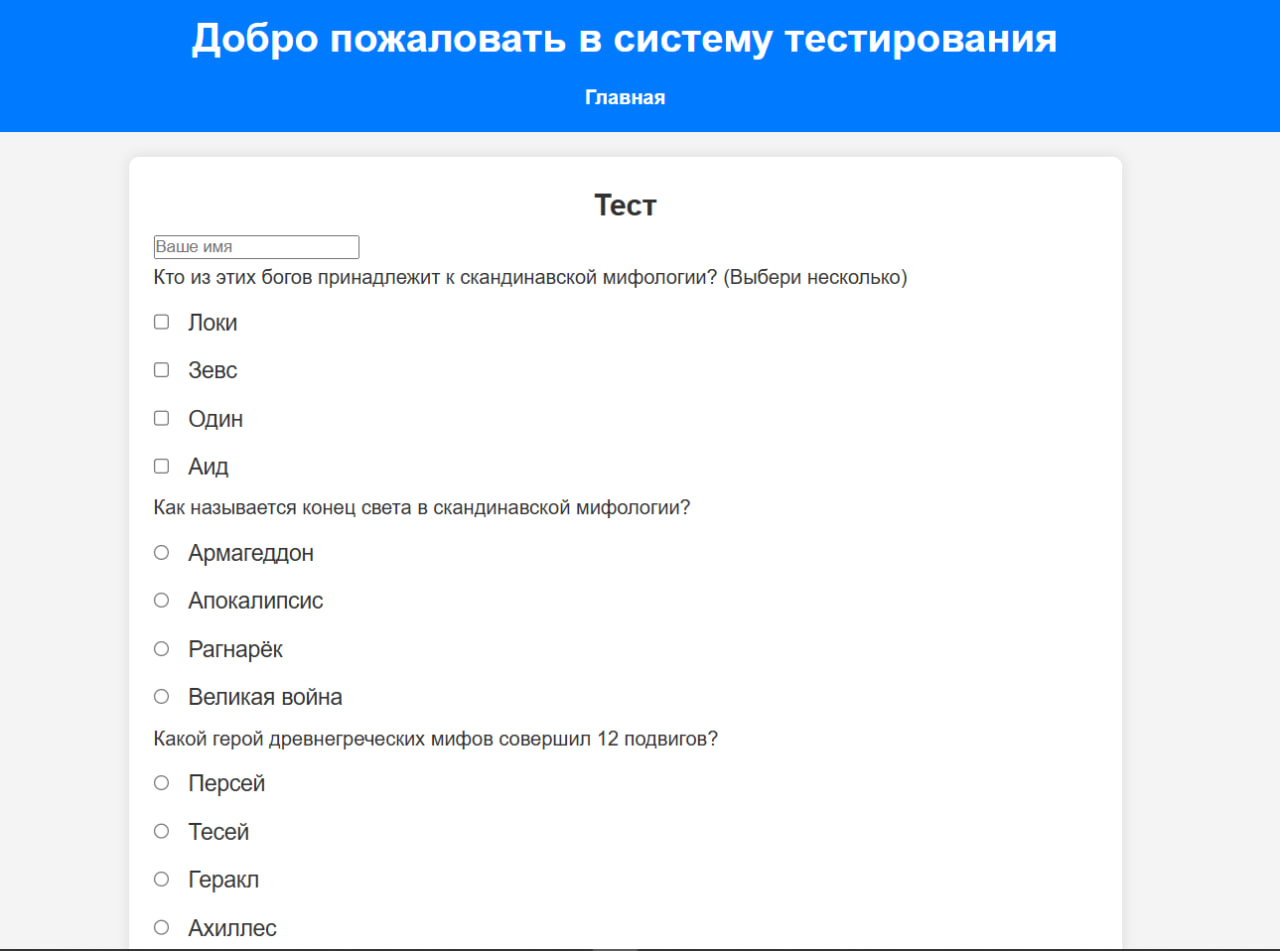 Добро пожаловать в систему тестирования
Главная
Тест
Ваше имя
Кто из этих богов принадлежит к скандинавской мифологии? (Выбери несколько)
Локи
Зевс
Один
Аид
Как называется конец света в скандинавской мифологии?
Армагеддон
Апокалипсис
Рагнарёк
Великая война
Какой герой древнегреческих мифов совершил 12 подвигов?
Персей
Тесей
Геракл
Ахиллес